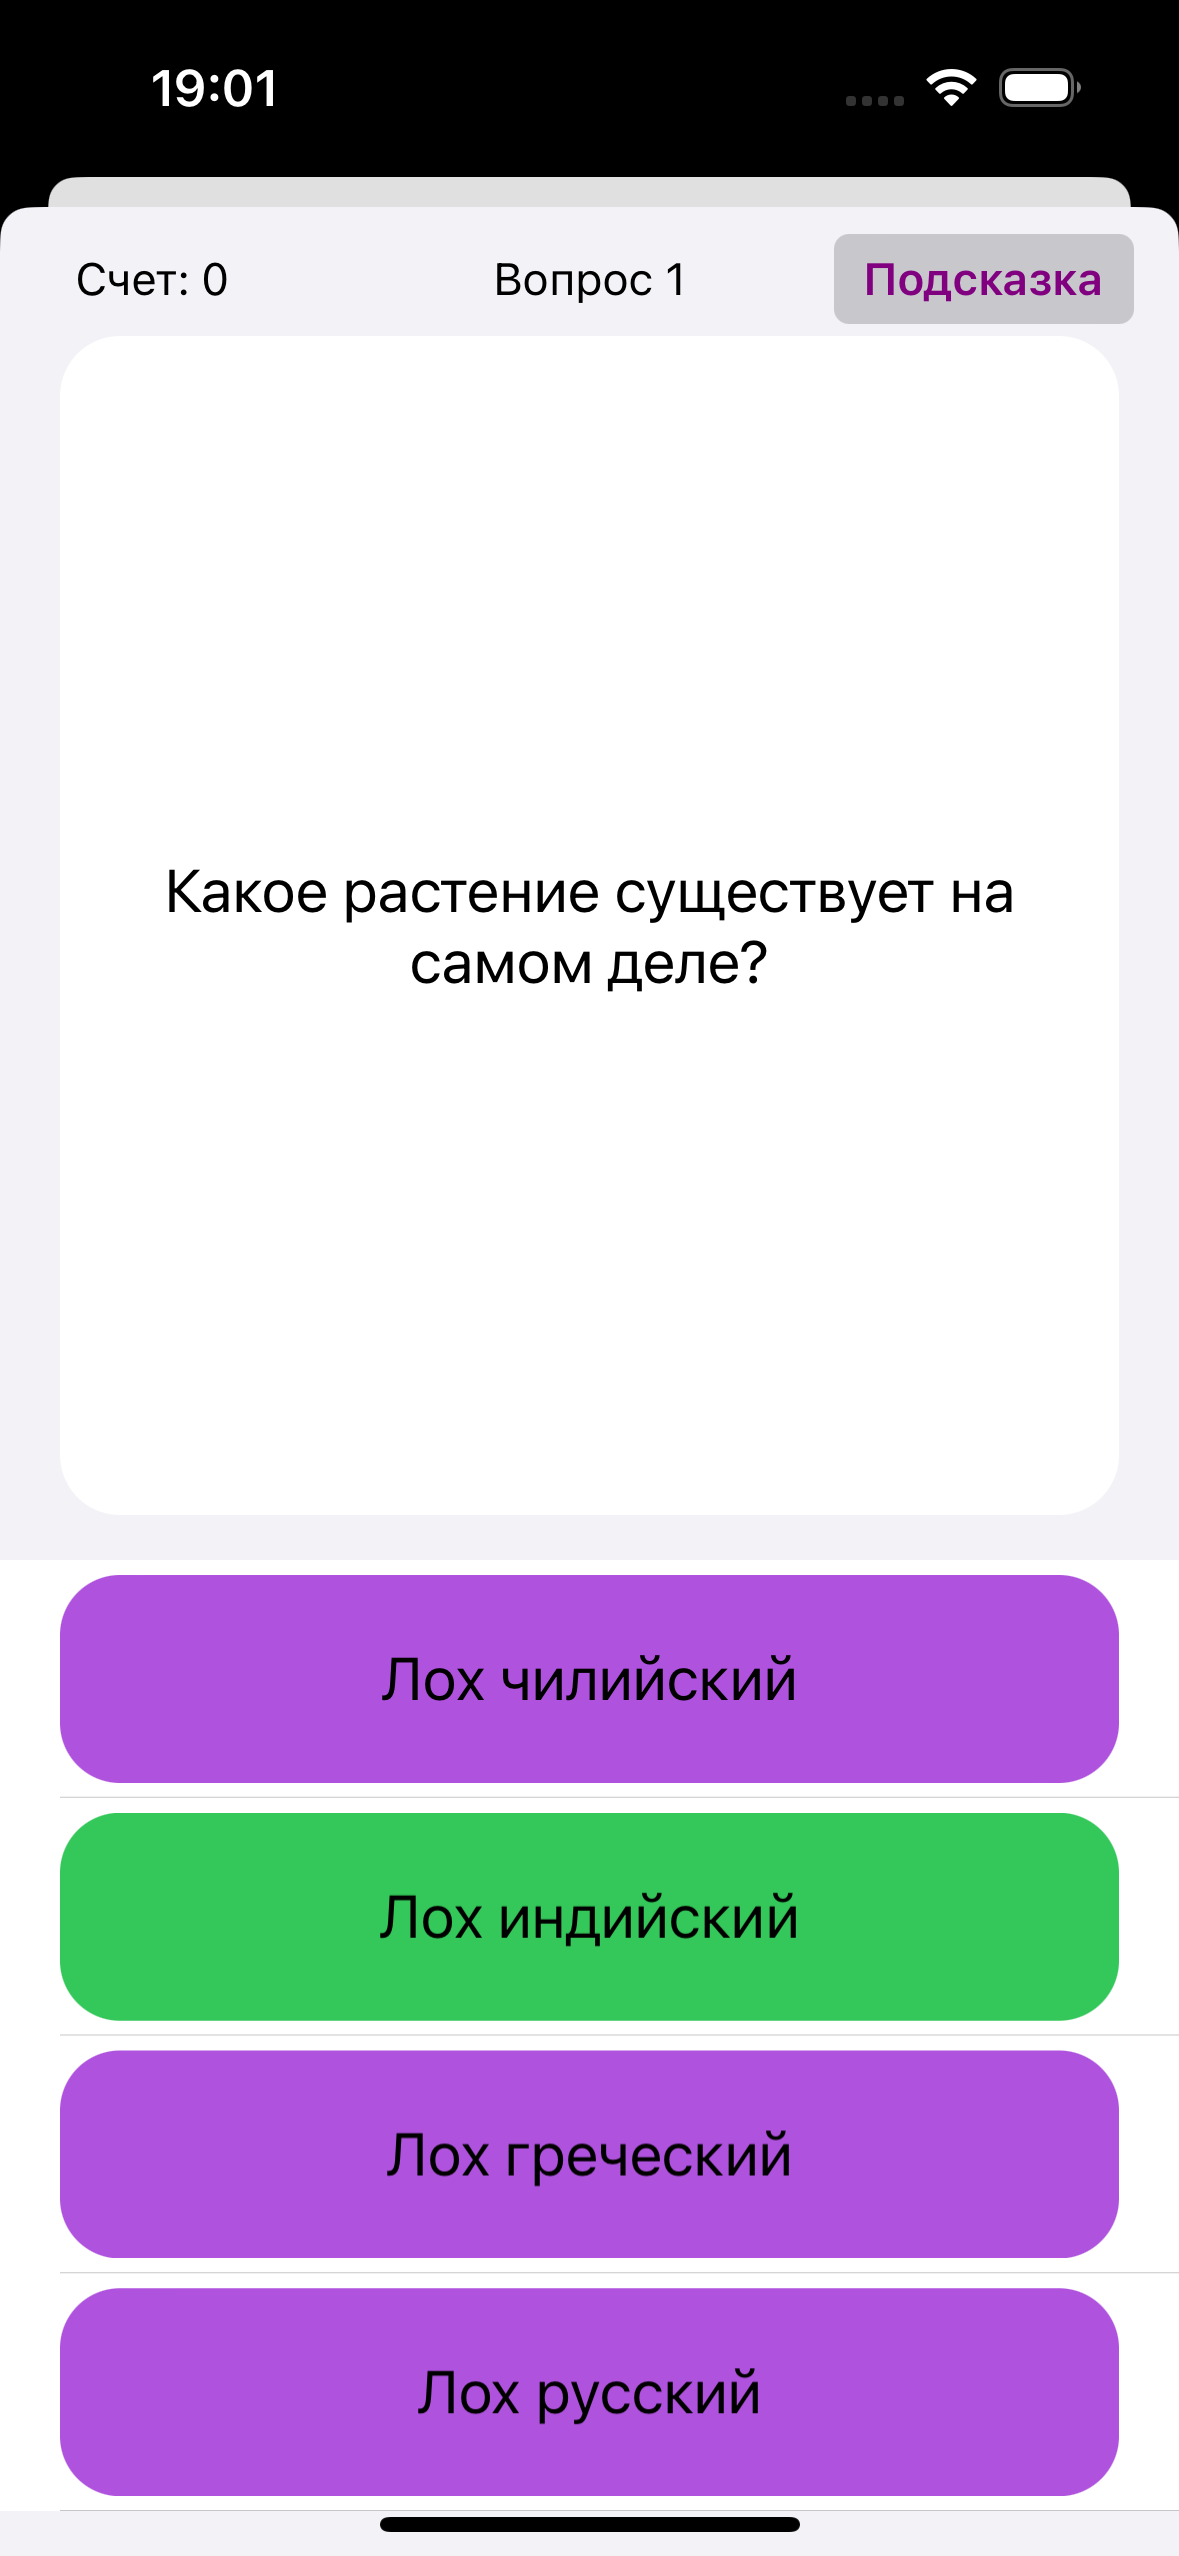 19:01
Счет: 0
Вопрос 1
Подсказка
Какое растение существует на
самом деле?
Лох чилийский
Лох индийский
Лох греческий
Лох русский